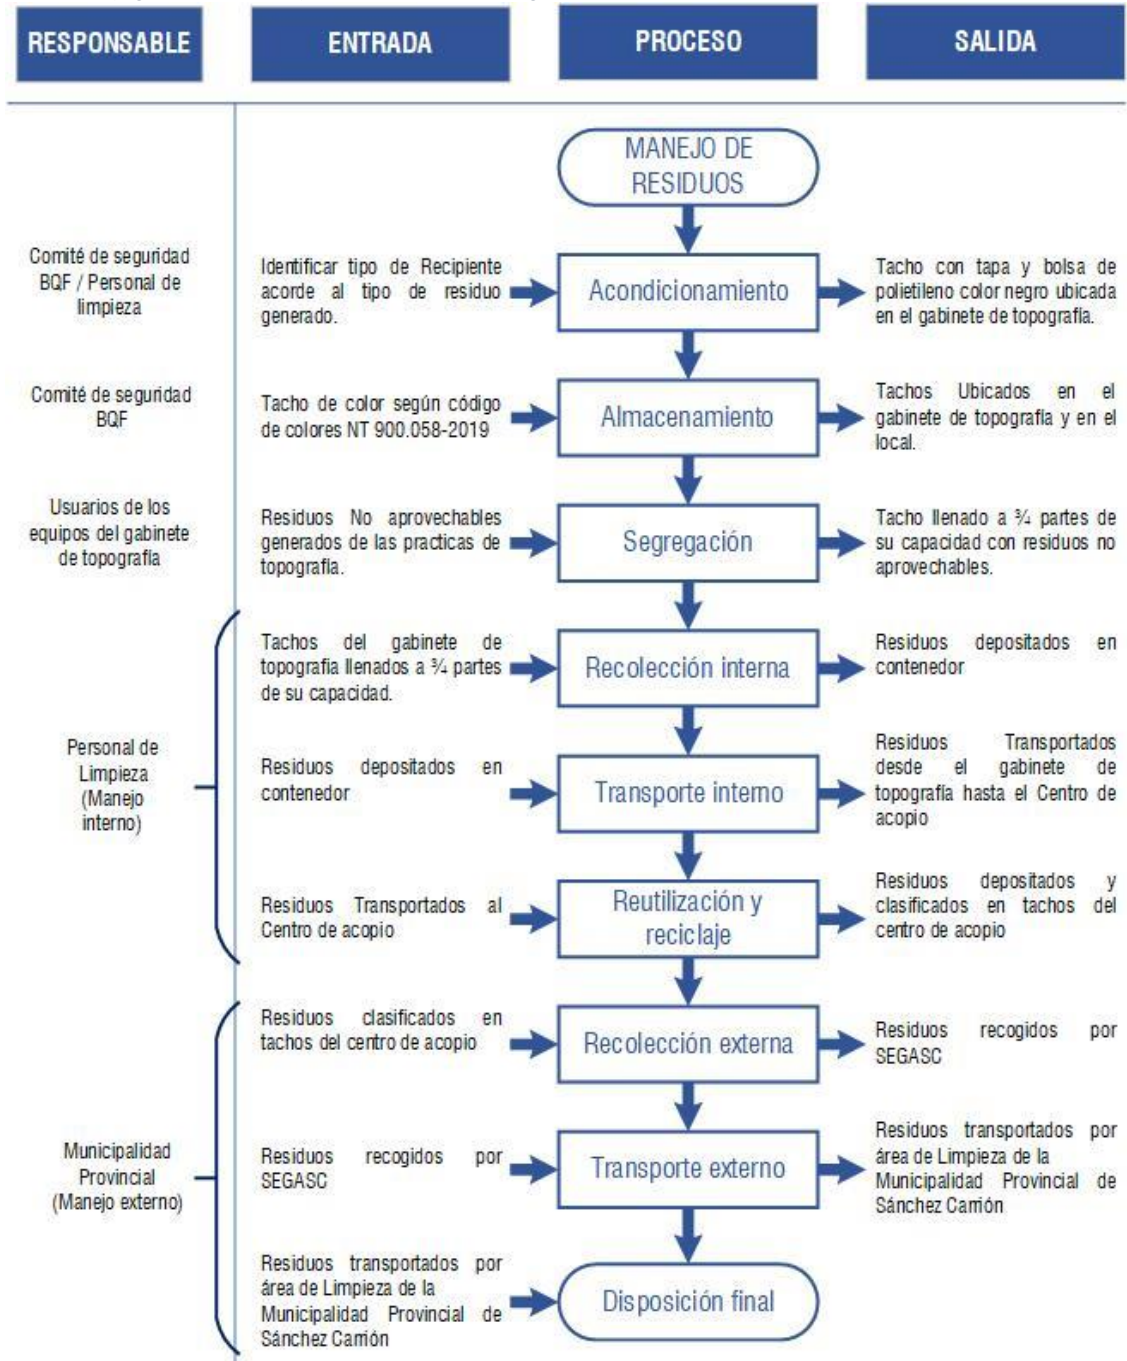 RESPONSABLE
ENTRADA
PROCESO
SALIDA
MANEJO DE
RESIDUOS
Comité de seguridad
BQF / Personal de
limpieza
Identificar tipo de Recipiente
acorde al tipo de residuo
generado.
Acondicionamiento
Tacho con tapa y bolsa de
polietileno color negro ubicada
en el gabinete de topografía.
Comité de seguridad
BQF
Tacho de color según código
de colores NT 900.058-2019
Almacenamiento
Tachos Ubicados en el
gabinete de topografía y en el
local.
Usuarios de los
equipos del gabinete
de topografía
Residuos No aprovechables
generados de las practicas de
topografía.
Segregación
Tacho llenado a ¾ partes de
su capacidad con residuos no
aprovechables.
Personal de
Limpieza
(Manejo
interno)
Tachos del gabinete de
topografía llenados a ¾ partes
de su capacidad.
Recolección interna
Residuos depositados en
contenedor
Residuos depositados en
contenedor
Transporte interno
Residuos Transportados
desde el gabinete de
topografía hasta el Centro de
acopio
Residuos Transportados al
Centro de acopio
Reutilización y
reciclaje
Residuos depositados y
clasificados en tachos del
centro de acopio
Municipalidad
Provincial
(Manejo externo)
Residuos clasificados en
tachos del centro de acopio
Recolección externa
Residuos recogidos por
SEGASC
Residuos recogidos por
SEGASC
Transporte externo
Residuos transportados por
área de Limpieza de la
Municipalidad Provincial de
Sánchez Carrión
Residuos transportados por
área de Limpieza de la
Municipalidad Provincial de
Sánchez Carrión
Disposición final